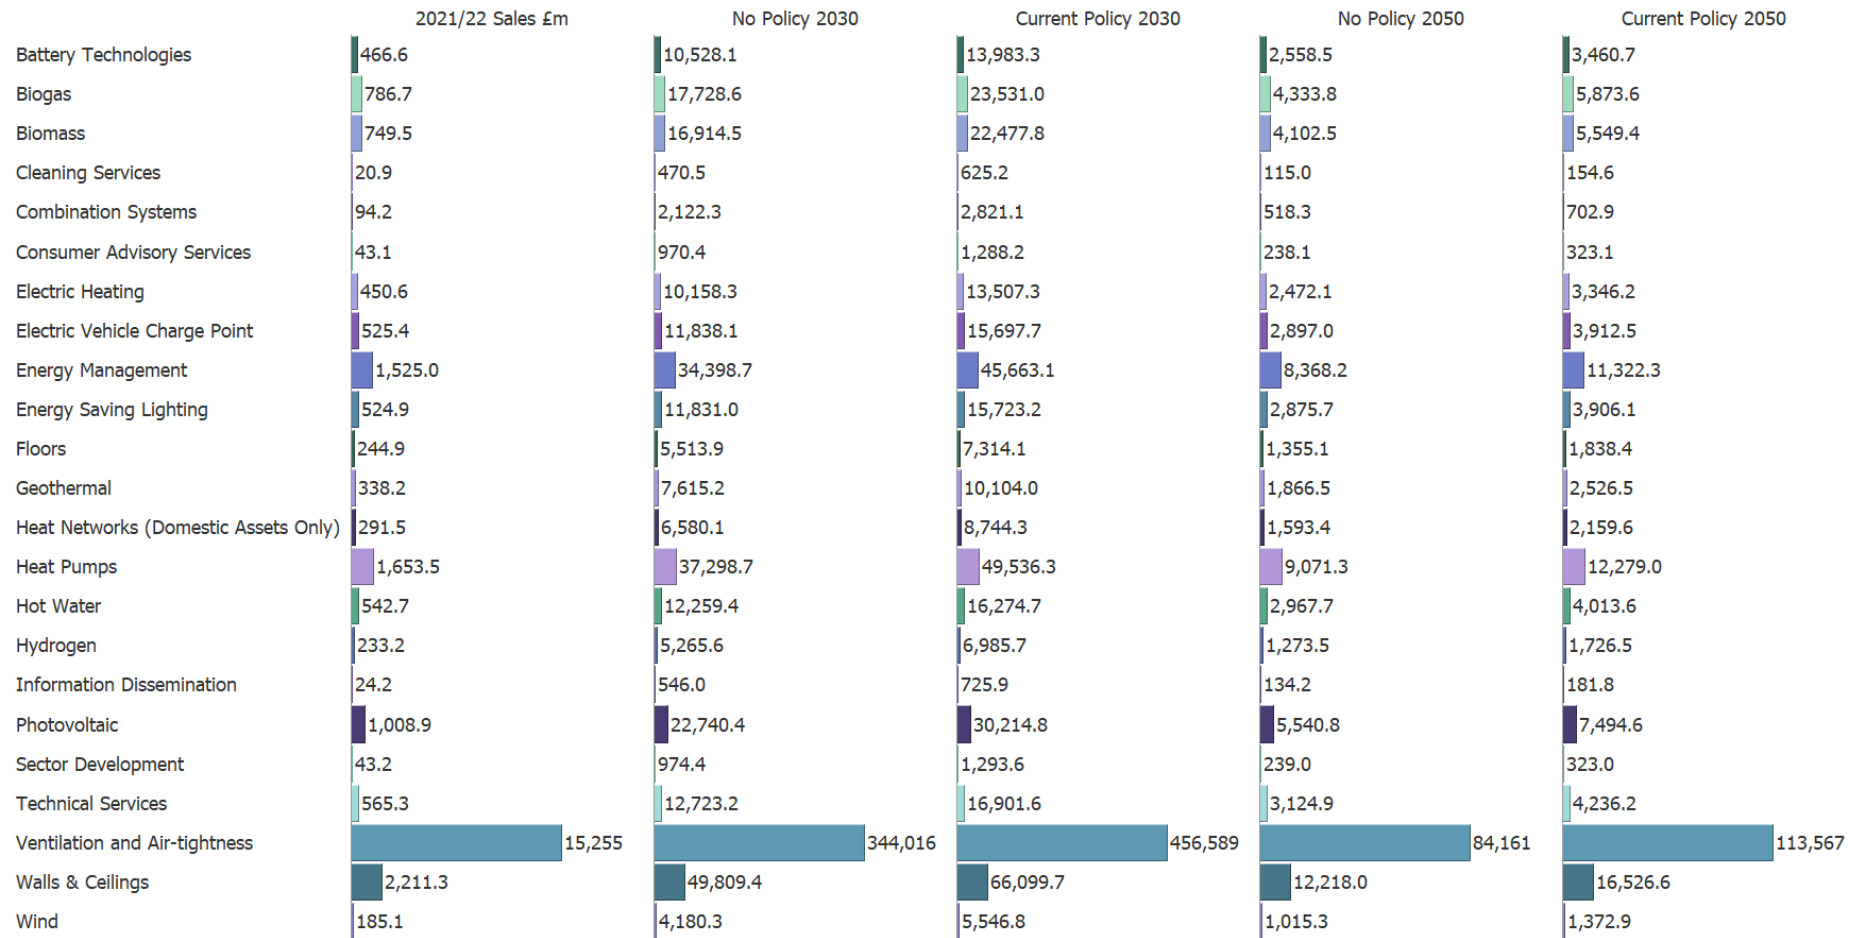 2021/22 Sales £m No Policy 2030 Current Policy 2030 No Policy 2050 Current Policy 2050
Battery Technologies 466.6 10,528.1 13,983.3 2,558.5 3,460.7
Biogas 786.7 17,728.6 23,531.0 4,333.8 5,873.6
Biomass 749.5 16,914.5 22,477.8 4,102.5 5,549.4
Cleaning Services 20.9 470.5 625.2 115.0 154.6
Combination Systems 94.2 2,122.3 2,821.1 518.3 702.9
Consumer Advisory Services 43.1 970.4 1,288.2 238.1 323.1
Electric Heating 450.6 10,158.3 13,507.3 2,472.1 3,346.2
Electric Vehicle Charge Point 525.4 11,838.1 15,697.7 2,897.0 3,912.5
Energy Management 1,525.0 34,398.7 45,663.1 8,368.2 11,322.3
Energy Saving Lighting 524.9 11,831.0 15,723.2 2,875.7 3,906.1
Floors 244.9 5,513.9 7,314.1 1,355.1 1,838.4
Geothermal 338.2 7,615.2 10,104.0 1,866.5 2,526.5
Heat Networks (Domestic Assets Only) 291.5 6,580.1 8,744.3 1,593.4 2,159.6
Heat Pumps 1,653.5 37,298.7 49,536.3 9,071.3 12,279.0
Hot Water 542.7 12,259.4 16,274.7 2,967.7 4,013.6
Hydrogen 233.2 5,265.6 6,985.7 1,273.5 1,726.5
Information Dissemination 24.2 546.0 725.9 134.2 181.8
Photovoltaic 1,008.9 22,740.4 30,214.8 5,540.8 7,494.6
Sector Development 43.2 974.4 1,293.6 239.0 323.0
Technical Services 565.3 12,723.2 16,901.6 3,124.9 4,236.2
Ventilation and Air-tightness 15,255 344,016 456,589 84,161 113,567
Walls & Ceilings 2,211.3 49,809.4 66,099.7 12,218.0 16,526.6
Wind 185.1 4,180.3 5,546.8 1,015.3 1,372.9